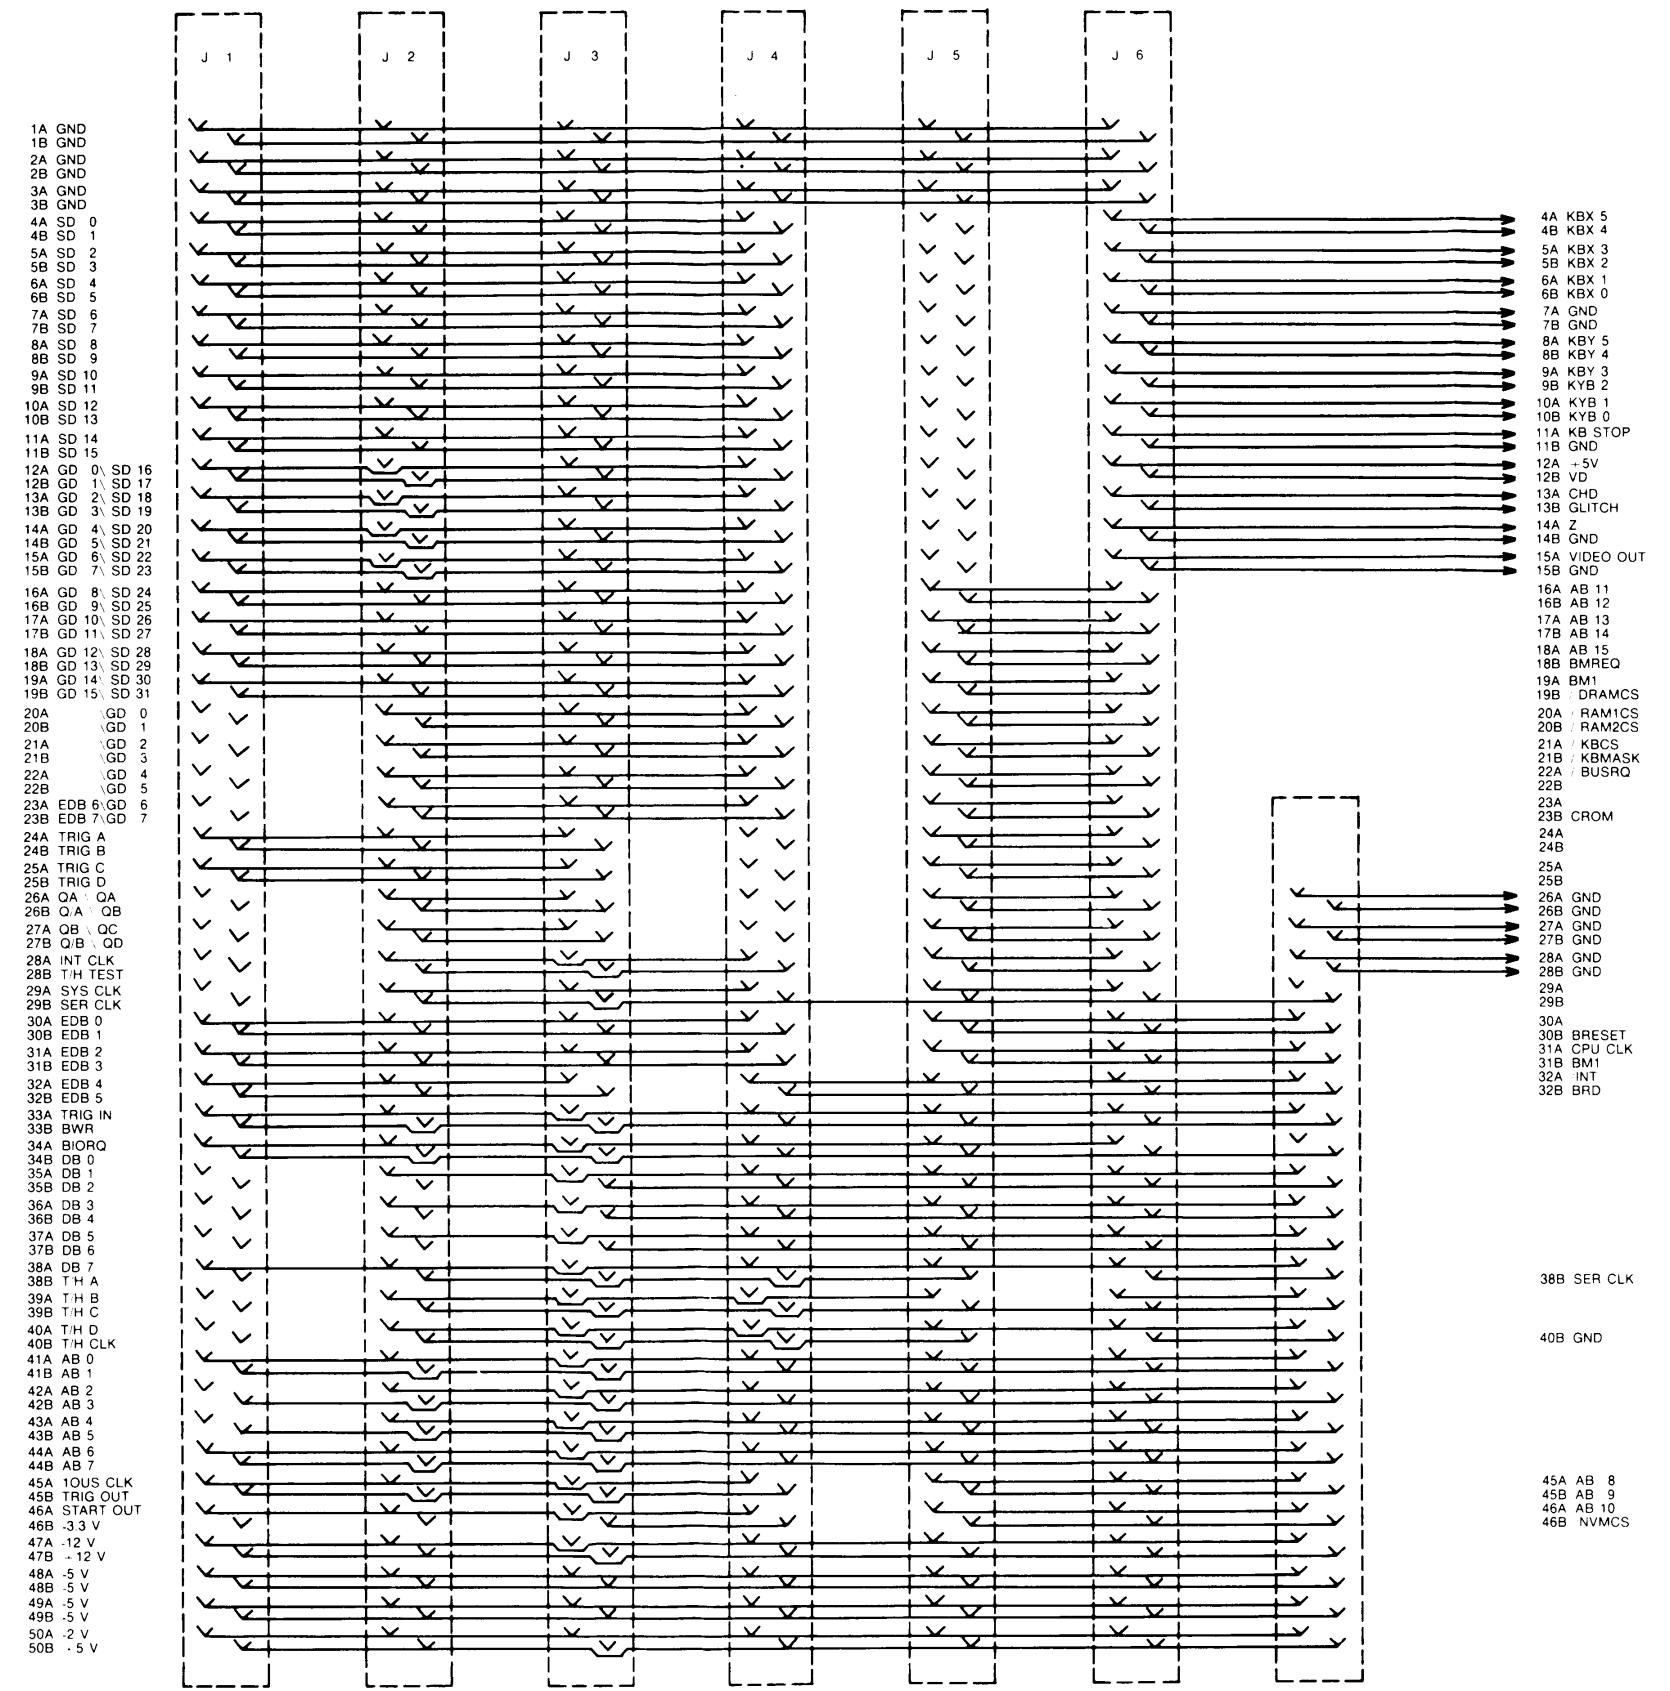 J 1
J 2
J 3
J 4
J 5
J 6
1A GND
1B GND
2A GND
2B GND
3A GND
3B GND
4A SD 0
4B SD 1
5A SD 2
5B SD 3
6A SD 4
6B SD 5
7A SD 6
7B SD 7
8A SD 8
8B SD 9
9A SD 10
9B SD 11
10A SD 12
10B SD 13
11A SD 14
11B SD 15
12A GD 0\ SD 16
12B GD 1\ SD 17
13A GD 2\ SD 18
13B GD 3\ SD 19
14A GD 4\ SD 20
14B GD 5\ SD 21
15A GD 6\ SD 22
15B GD 7\ SD 23
16A GD 8\ SD 24
16B GD 9\ SD 25
17A GD 10\ SD 26
17B GD 11\ SD 27
18A GD 12\ SD 28
18B GD 13\ SD 29
19A GD 14\ SD 30
19B GD 15\ SD 31
20A \GD 0
20B \GD 1
21A \GD 2
21B \GD 3
22A \GD 4
22B \GD 5
23A EDB 6\GD 6
23B EDB 7\GD 7
24A TRIG A
24B TRIG B
25A TRIG C
25B TRIG D
26A QA \ QA
26B Q/A \ QB
27A QB \ QC
27B Q/B \ QD
28A INT CLK
28B T/H TEST
29A SYS CLK
29B SER CLK
30A EDB 0
30B EDB 1
31A EDB 2
31B EDB 3
32A EDB 4
32B EDB 5
33A TRIG IN
33B BWR
34A BIORQ
34B DB 0
35A DB 1
35B DB 2
36A DB 3
36B DB 4
37A DB 5
37B DB 6
38A DB 7
38B T/H A
39A T/H B
39B T/H C
40A T/H D
40B T/H CLK
41A AB 0
41B AB 1
42A AB 2
42B AB 3
43A AB 4
43B AB 5
44A AB 6
44B AB 7
45A 10US CLK
45B TRIG OUT
46A START OUT
46B -3.3 V
47A -12 V
47B +12 V
48A -5 V
48B -5 V
49A -5 V
49B -5 V
50A -2 V
50B 5 V
4A KBX 5
4B KBX 4
5A KBX 3
5B KBX 2
6A KBX 1
6B KBX 0
7A GND
7B GND
8A KBY 5
8B KBY 4
9A KBY 3
9B KYB 2
10A KYB 1
10B KYB 0
11A KB STOP
11B GND
12A +5V
12B VD
13A CHD
13B GLITCH
14A Z
14B GND
15A VIDEO OUT
15B GND
16A AB 11
16B AB 12
17A AB 13
17B AB 14
18A AB 15
18B BMREQ
19A BM1
19B / DRAMCS
20A / RAM1CS
20B / RAM2CS
21A / KBCS
21B / KBMASK
22A / BUSRQ
22B
23A
23B CROM
24A
24B
25A
25B
26A GND
26B GND
27A GND
27B GND
28A GND
28B GND
29A
29B
30A
30B BRESET
31A CPU CLK
31B BM1
32A INT
32B BRD
38B SER CLK
40B GND
45A AB 8
45B AB 9
46A AB 10
46B NVMCS